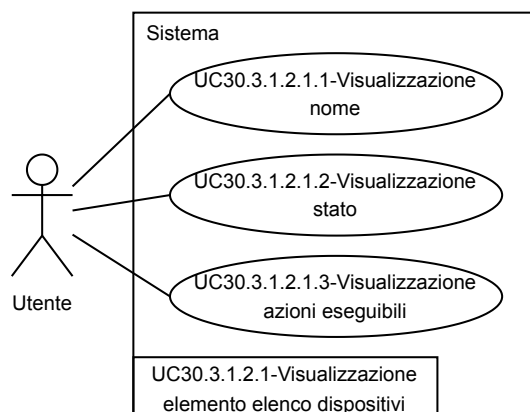 Sistema
UC30.3.1.2.1.1-Visualizzazione
nome
UC30.3.1.2.1.2-Visualizzazione
stato
UC30.3.1.2.1.3-Visualizzazione
azioni eseguibili
Utente
UC30.3.1.2.1-Visualizzazione
elemento elenco dispositivi